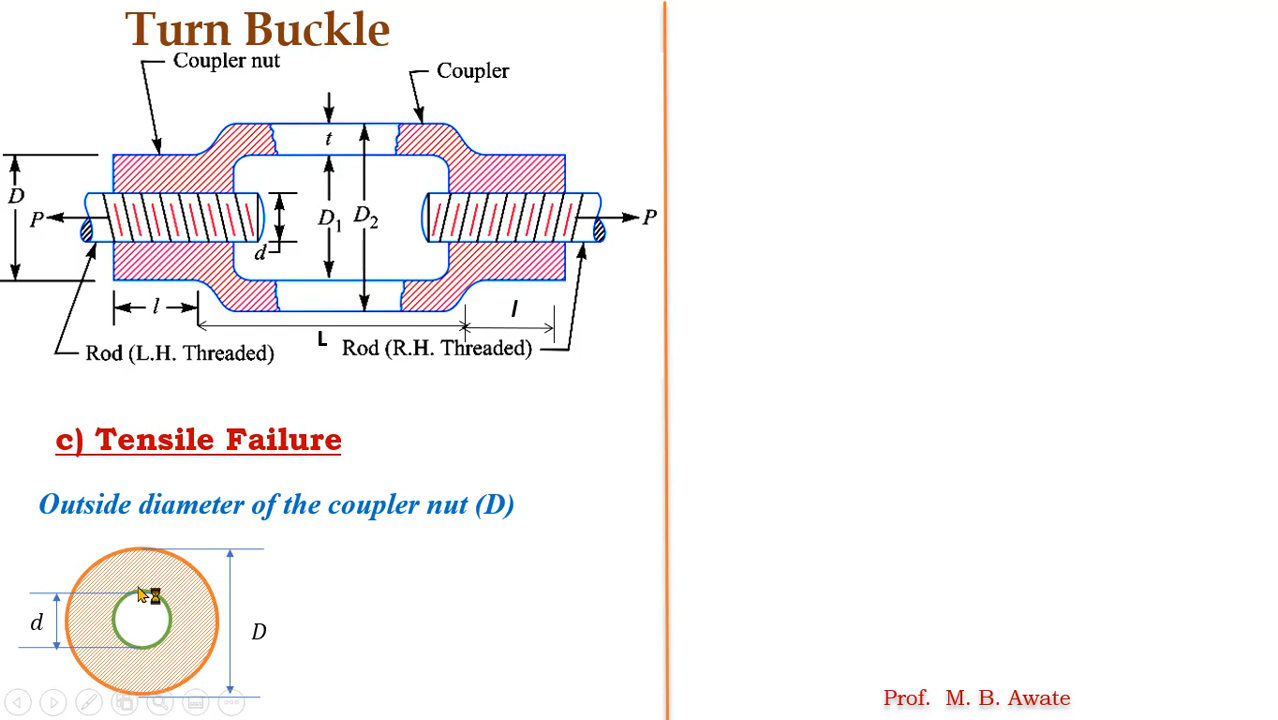 Turn Buckle
Coupler nut
Coupler
t
D
P
D₁ D₂
P
d
l
l
L
Rod (L.H. Threaded)
Rod (R.H. Threaded)
c) Tensile Failure
Outside diameter of the coupler nut (D)
d
D
Prof. M. B. Awate